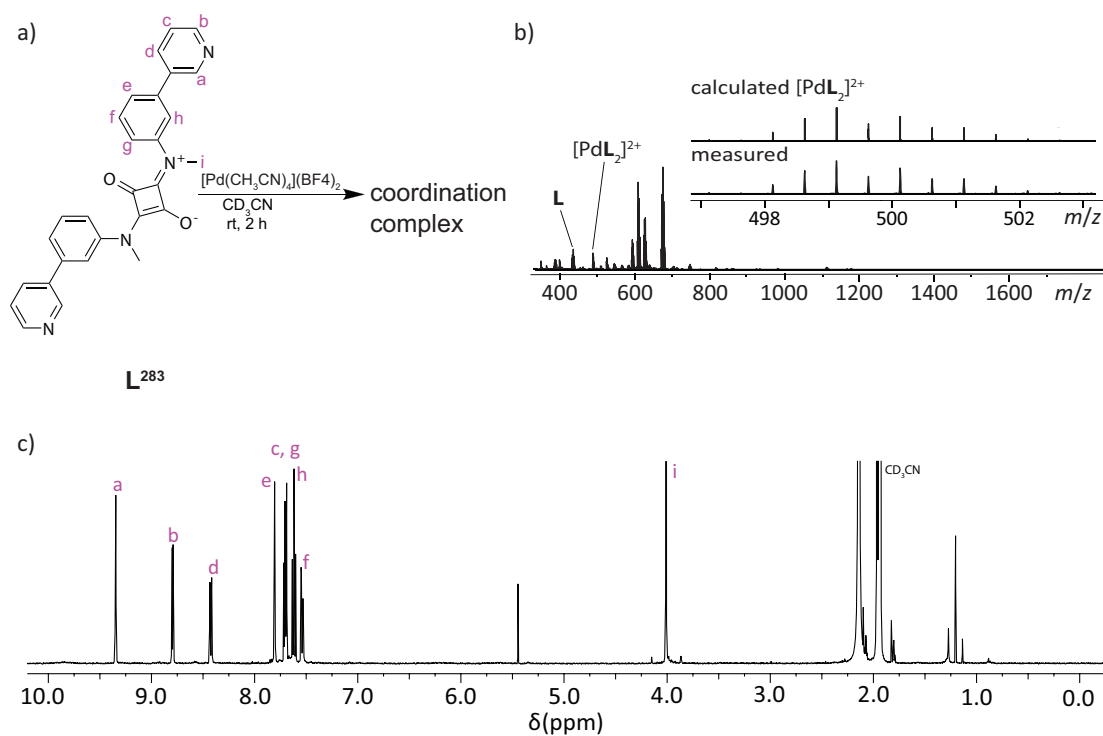 a)
c
b
d
N
a
e
f
h
g
N⁺
i
O
[Pd(CH₃CN)₄](BF4)₂
CD₃CN
rt, 2 h
coordination
complex
N
O⁻
N
L²⁸³
b)
calculated [PdL₂]²⁺
measured
[PdL₂]²⁺
L
498 500 502 m/z
400 600 800 1000 1200 1400 1600 m/z
c)
a
b
d
e
c, g
h
f
i
CD₃CN
10.0 9.0 8.0 7.0 6.0 5.0 4.0 3.0 2.0 1.0 0.0
δ(ppm)